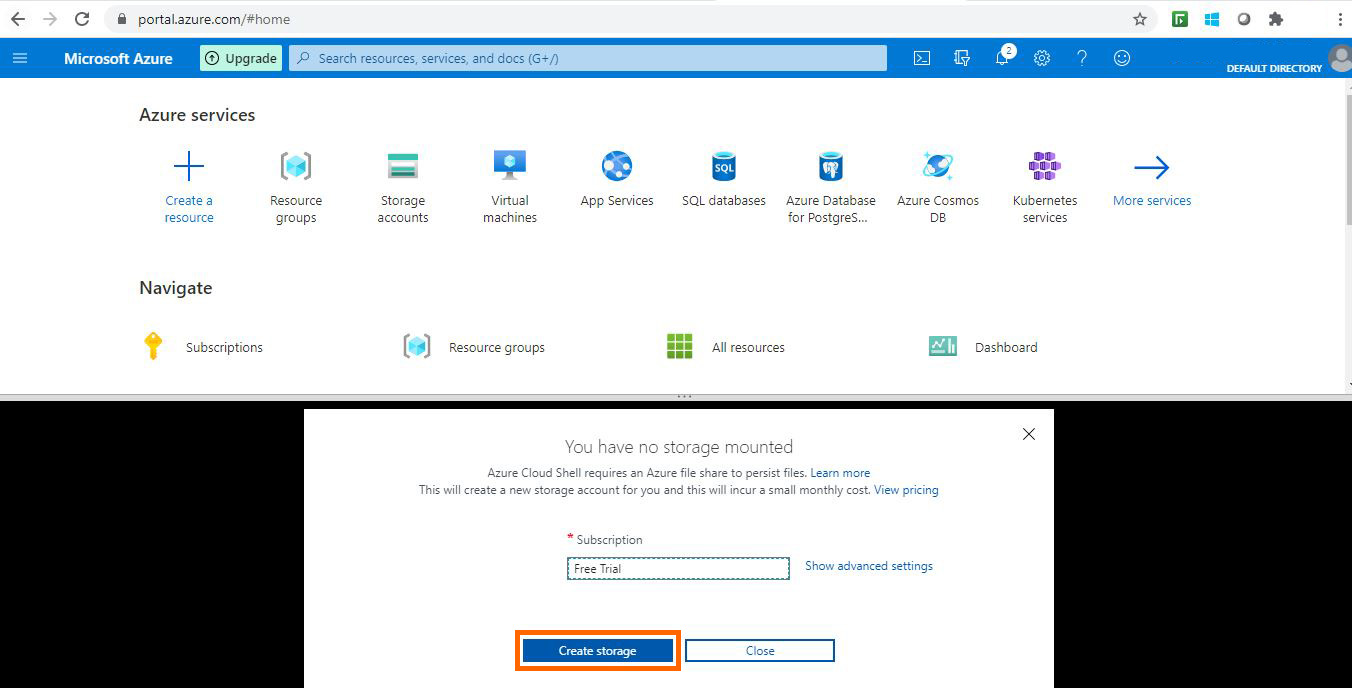 portal.azure.com/#home
Microsoft Azure
Upgrade
Search resources, services, and docs (G+/)
2
DEFAULT DIRECTORY
Azure services
Create a
resource
Resource
groups
Storage
accounts
Virtual
machines
App Services
SQL
SQL databases
Azure Database
for PostgreS...
Azure Cosmos
DB
Kubernetes
services
More services
Navigate
Subscriptions
Resource groups
All resources
Dashboard
You have no storage mounted
Azure Cloud Shell requires an Azure file share to persist files. Learn more
This will create a new storage account for you and this will incur a small monthly cost. View pricing
* Subscription
Free Trial
Show advanced settings
Create storage
Close